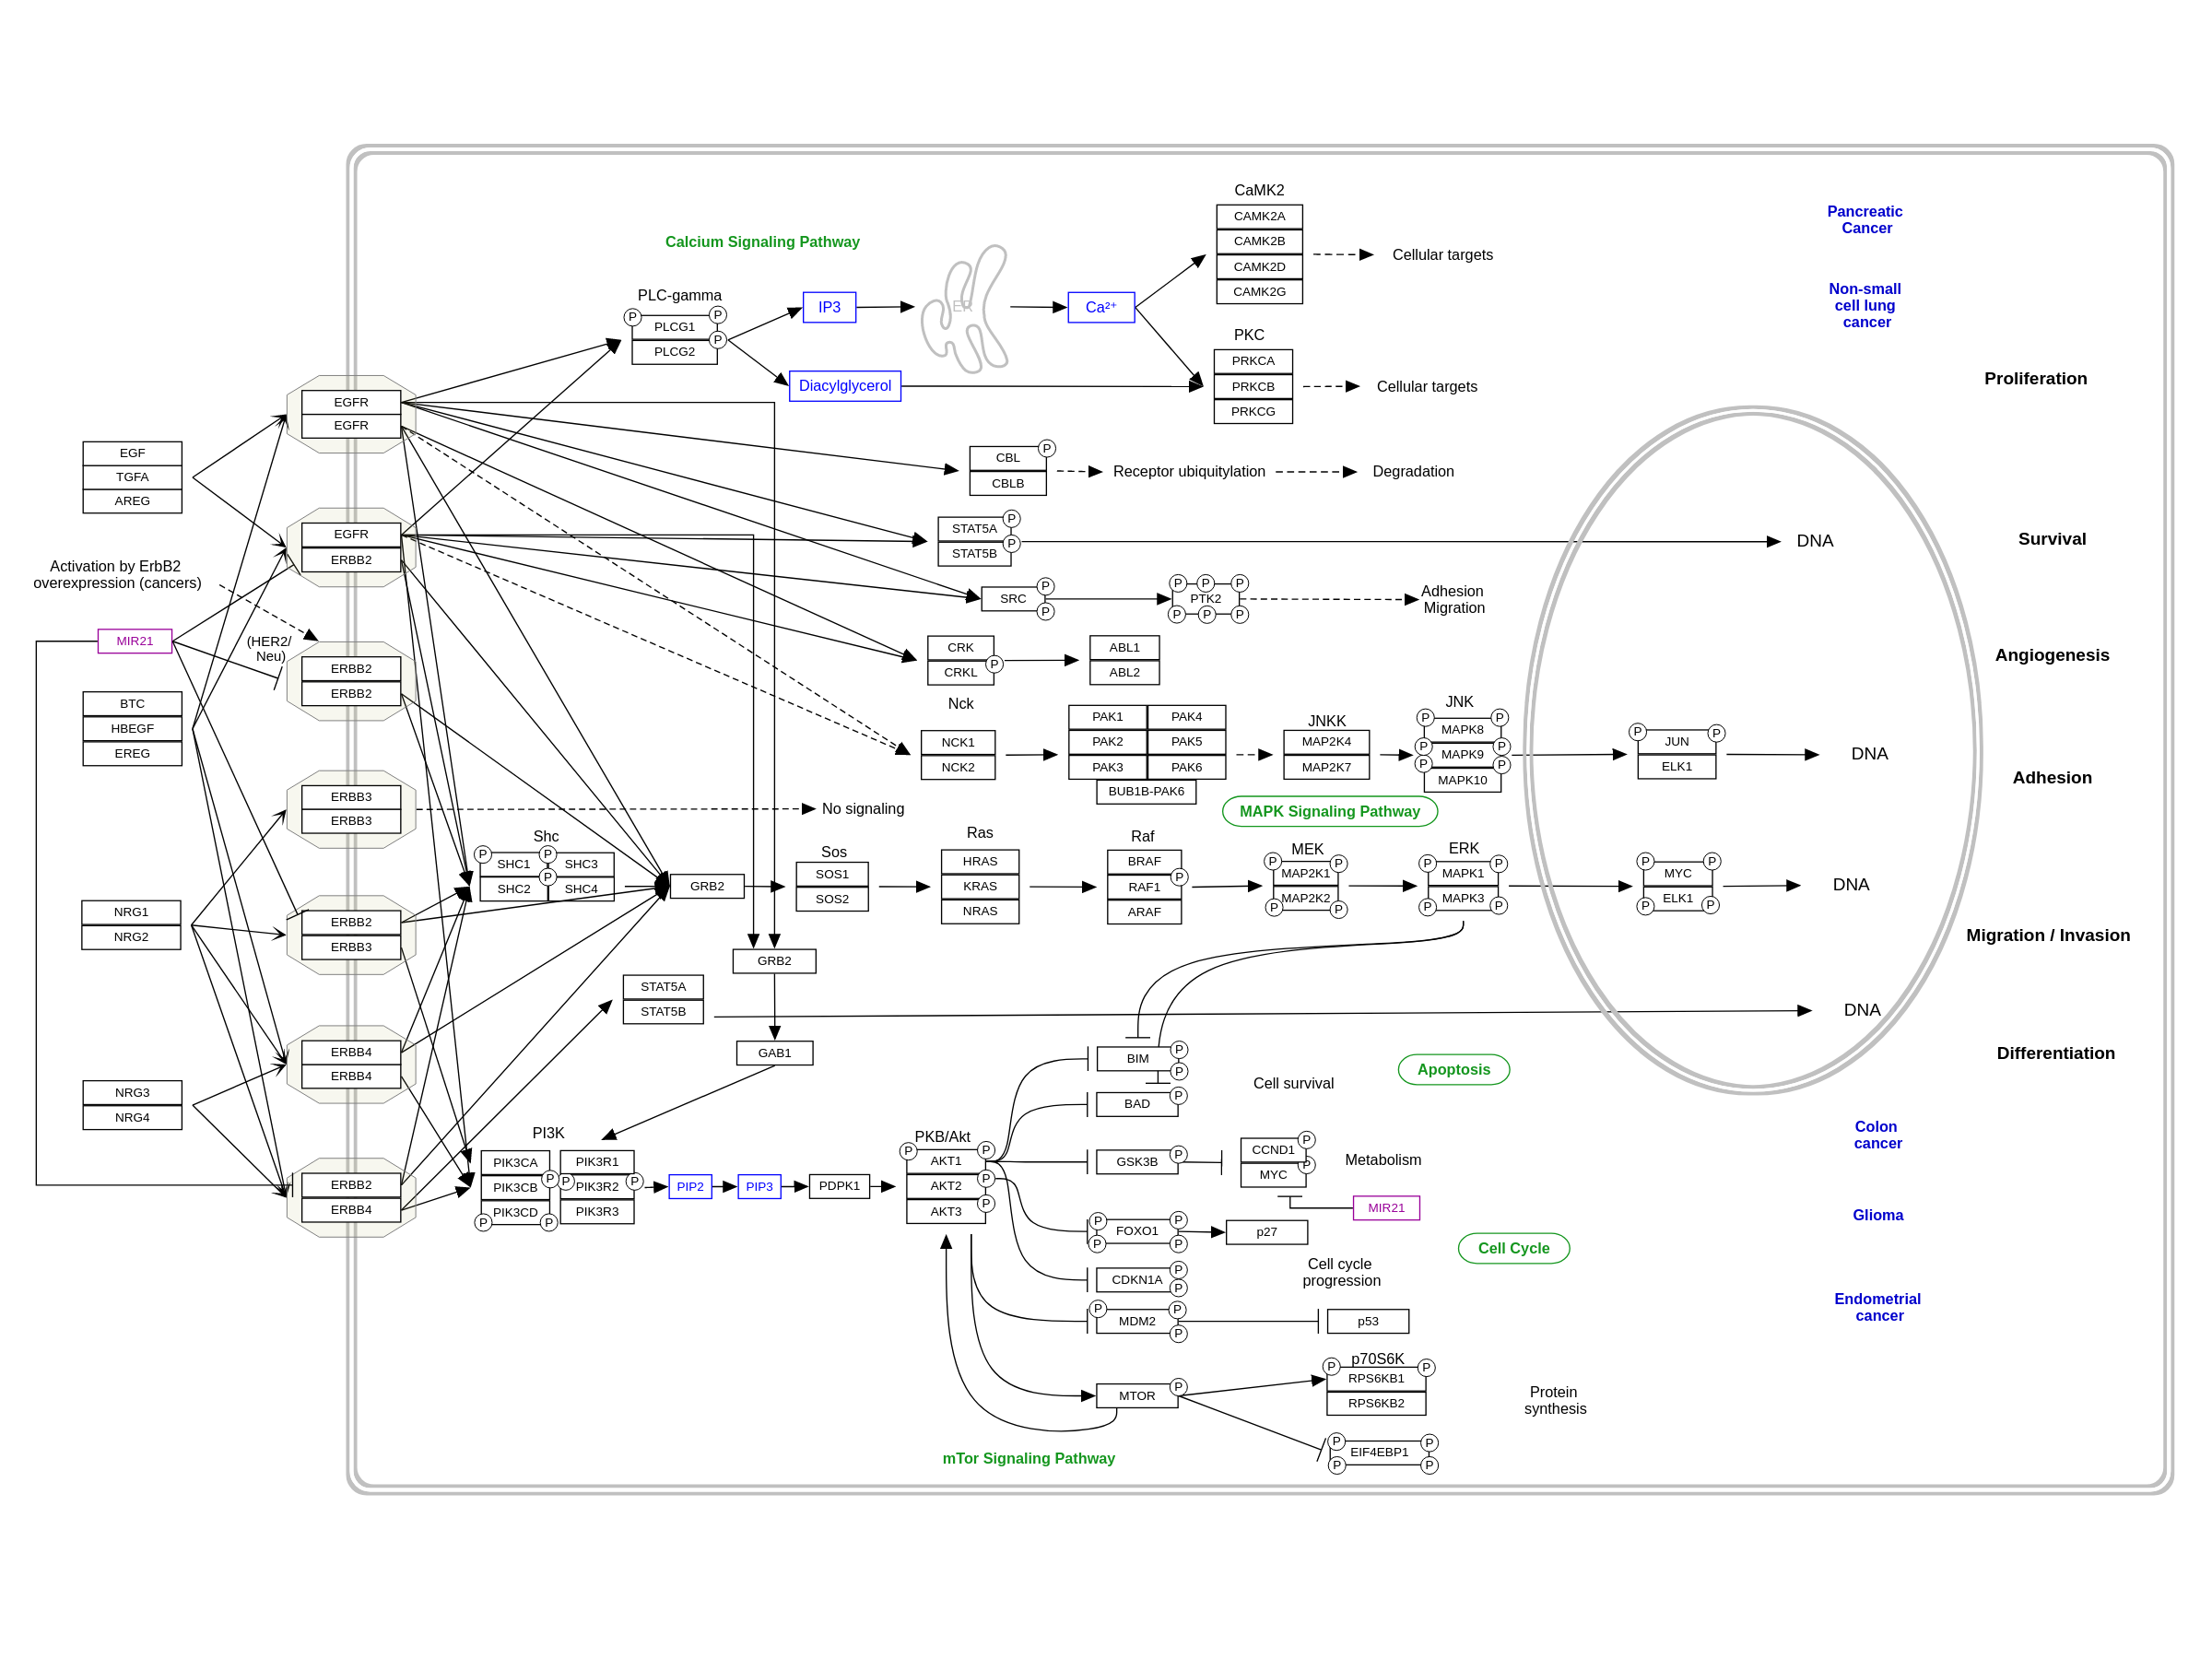 CaMK2
CAMK2A
CAMK2B
CAMK2D
CAMK2G
Cellular targets
Pancreatic
Cancer
Calcium Signaling Pathway
PLC-gamma
P
P
PLCG1
P
PLCG2
IP3
ER
Ca²⁺
Non-small
cell lung
cancer
PKC
PRKCA
PRKCB
PRKCG
Cellular targets
Diacylglycerol
Proliferation
EGFR
EGFR
EGF
TGFA
AREG
CBL
P
CBLB
Receptor ubiquitylation
Degradation
EGFR
ERBB2
STAT5A
P
STAT5B
P
DNA
Survival
Activation by ErbB2
overexpression (cancers)
SRC
P
P
PTK2
P
P
P
P
P
P
Adhesion
Migration
MIR21
(HER2/
Neu)
ERBB2
ERBB2
CRK
CRKL
P
ABL1
ABL2
Angiogenesis
BTC
HBEGF
EREG
Nck
NCK1
NCK2
PAK1
PAK4
PAK2
PAK5
PAK3
PAK6
BUB1B-PAK6
JNKK
MAP2K4
MAP2K7
JNK
P
P
MAPK8
P
MAPK9
P
P
P
MAPK10
P
P
JUN
ELK1
DNA
Adhesion
ERBB3
ERBB3
No signaling
MAPK Signaling Pathway
Shc
P
P
SHC1
SHC3
P
SHC2
SHC4
GRB2
Sos
SOS1
SOS2
Ras
HRAS
KRAS
NRAS
Raf
BRAF
RAF1
P
ARAF
MEK
P
P
MAP2K1
MAP2K2
P
P
ERK
P
P
MAPK1
MAPK3
P
P
P
P
MYC
ELK1
P
P
DNA
NRG1
NRG2
ERBB2
ERBB3
Migration / Invasion
GRB2
STAT5A
STAT5B
DNA
GAB1
ERBB4
ERBB4
BIM
P
P
BAD
P
Cell survival
Apoptosis
Differentiation
NRG3
NRG4
PI3K
PIK3CA
PIK3R1
PIK3CB
P
P
PIK3R2
P
PIK3CD
P
P
PIK3R3
PIP2
PIP3
PDPK1
PKB/Akt
P
P
AKT1
AKT2
P
AKT3
P
GSK3B
P
CCND1
P
MYC
P
Metabolism
Colon
cancer
ERBB2
ERBB4
MIR21
FOXO1
P
P
P
P
p27
Glioma
Cell Cycle
CDKN1A
P
P
Cell cycle
progression
MDM2
P
P
P
p53
Endometrial
cancer
MTOR
P
p70S6K
P
P
RPS6KB1
RPS6KB2
Protein
synthesis
P
P
EIF4EBP1
P
P
mTor Signaling Pathway